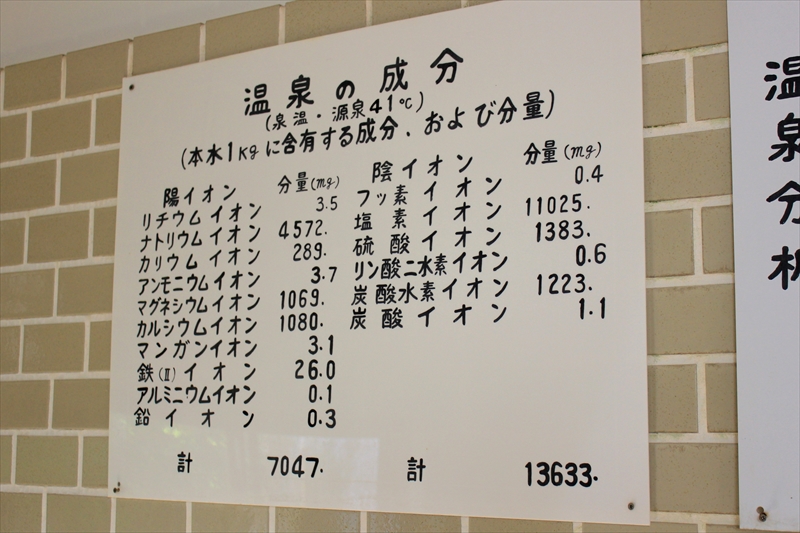 温泉の成分
(泉温・源泉41℃)
(本水1Kgに含有する成分、および分量)
陽イオン 分量(mg)
リチウムイオン 3.5
ナトリウムイオン 4572.
カリウムイオン 289.
アンモニウムイオン 3.7
マグネシウムイオン 1069.
カルシウムイオン 1080.
マンガンイオン 3.1
鉄(Ⅱ)イオン 26.0
アルミニウムイオン 0.1
鉛イオン 0.3
計 7047.
陰イオン 分量(mg)
フッ素イオン 0.4
塩素イオン 11025.
硫酸イオン 1383.
リン酸二水素イオン 0.6
炭酸水素イオン 1223.
炭酸イオン 1.1
計 13633.
温泉分析